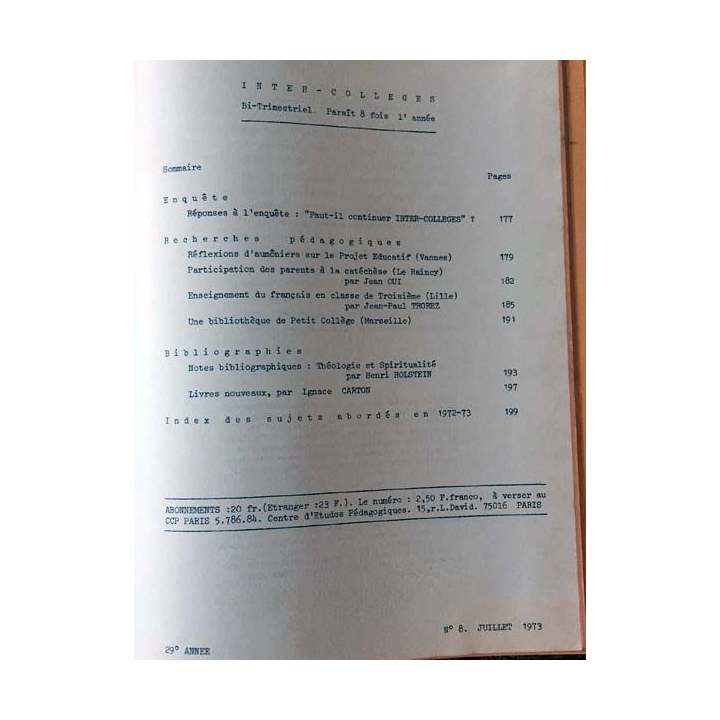 INTER-COLLEGES
Bi-Trimestriel. Paraît 8 fois l'année
Sommaire
Pages
Enquête
Réponses à l'enquête : "Faut-il continuer INTER-COLLEGES" ? 177
Recherches pédagogiques
Réflexions d'aumôniers sur le Projet Educatif (Vannes) 179
Participation des parents à la catéchèse (Le Raincy)
par Jean OUI 182
Enseignement du français en classe de Troisième (Lille)
par Jean-Paul THOREZ 185
Une bibliothèque de Petit Collège (Marseille) 191
Bibliographies
Notes bibliographiques : Théologie et Spiritualité
par Henri HOLSTEIN 193
Livres nouveaux, par Ignace CARTON 197
Index des sujets abordés en 1972-73 199
ABONNEMENTS :20 fr.(Etranger :23 F.). Le numéro : 2,50 F.franco, à verser au
CCP PARIS 5.786.84. Centre d'Etudes Pédagogiques. 15,r.L.David. 75016 PARIS
N° 8. JUILLET 1973
29° ANNEE